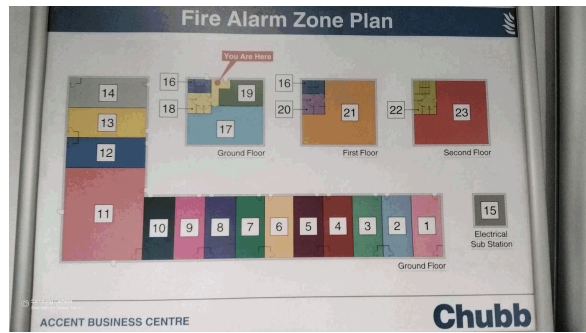 Fire Alarm Zone Plan
You Are Here
16
18
19
17
Ground Floor
16
20
21
First Floor
22
23
Second Floor
14
13
12
11
10
9
8
7
6
5
4
3
2
1
Ground Floor
15
Electrical
Sub Station
ACCENT BUSINESS CENTRE
Chubb